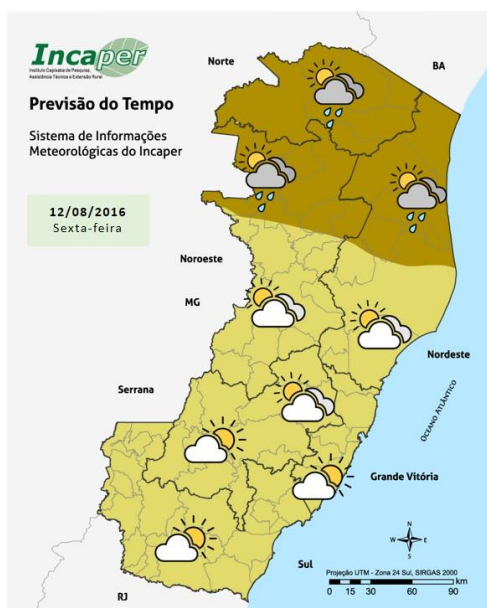 Incaper
Instituto Capixaba de Pesquisa,
Assistência Técnica e Extensão Rural
Previsão do Tempo
Sistema de Informações
Meteorológicas do Incaper
12/08/2016
Sexta-feira
Norte
BA
Noroeste
MG
Nordeste
Serrana
OCEANO ATLÂNTICO
Grande Vitória
Sul
RJ
N
W
E
S
Projeção UTM - Zona 24 Sul, SIRGAS 2000
km
0 15 30 60 90